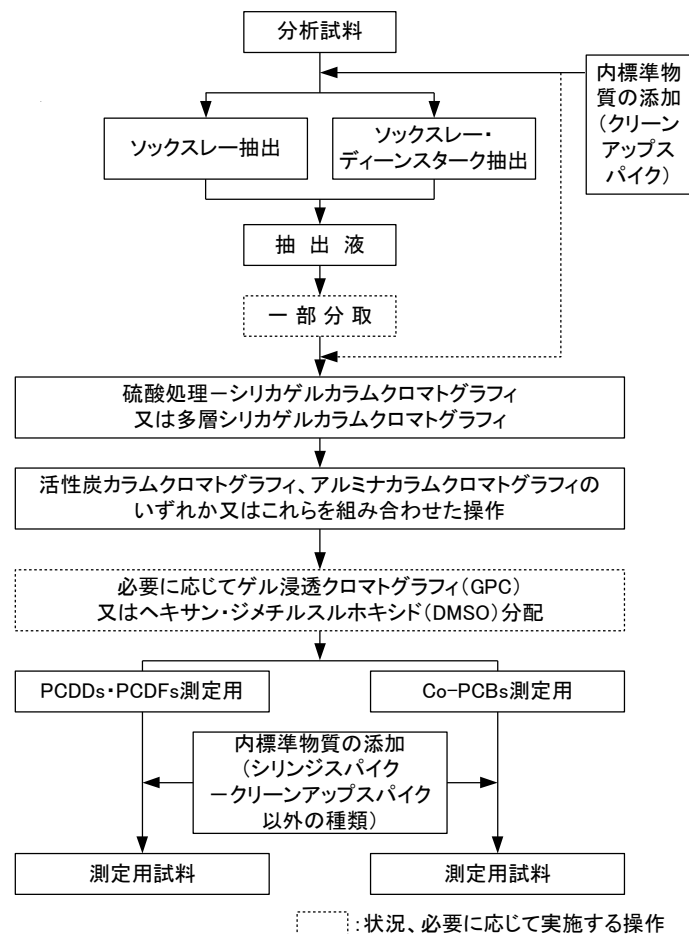 分析試料
内標準物
質の添加
(クリーン
アップス
パイク)
ソックスレー抽出
ソックスレー・
ディーンスターク抽出
抽 出 液
一 部 分 取
硫酸処理－シリカゲルカラムクロマトグラフィ
又は多層シリカゲルカラムクロマトグラフィ
活性炭カラムクロマトグラフィ、アルミナカラムクロマトグラフィの
いずれか又はこれらを組み合わせた操作
必要に応じてゲル浸透クロマトグラフィ(GPC)
又はヘキサン・ジメチルスルホキシド(DMSO)分配
PCDDs・PCDFs測定用
Co-PCBs測定用
内標準物質の添加
(シリンジスパイク
－クリーンアップスパイク
以外の種類)
測定用試料
測定用試料
:状況、必要に応じて実施する操作